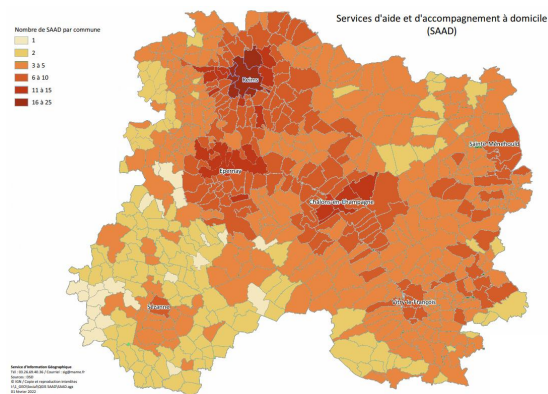 Services d'aide et d'accompagnement à domicile
(SAAD)
Nombre de SAAD par commune
1
2
3 à 5
6 à 10
11 à 15
16 à 25
Reims
Sainte-Ménehould
Epernay
Châlons-en-Champagne
Vitry-le-François
Sézanne
Service d'Information Géographique
Sources : DSD
© IGN / Copie et reproduction interdites
01 février 2022